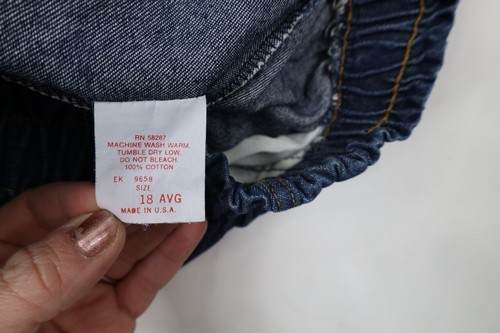 RN 58287
MACHINE WASH WARM,
TUMBLE DRY LOW.
DO NOT BLEACH.
100% COTTON
EK 9658
SIZE
18 AVG
MADE IN U.S.A.